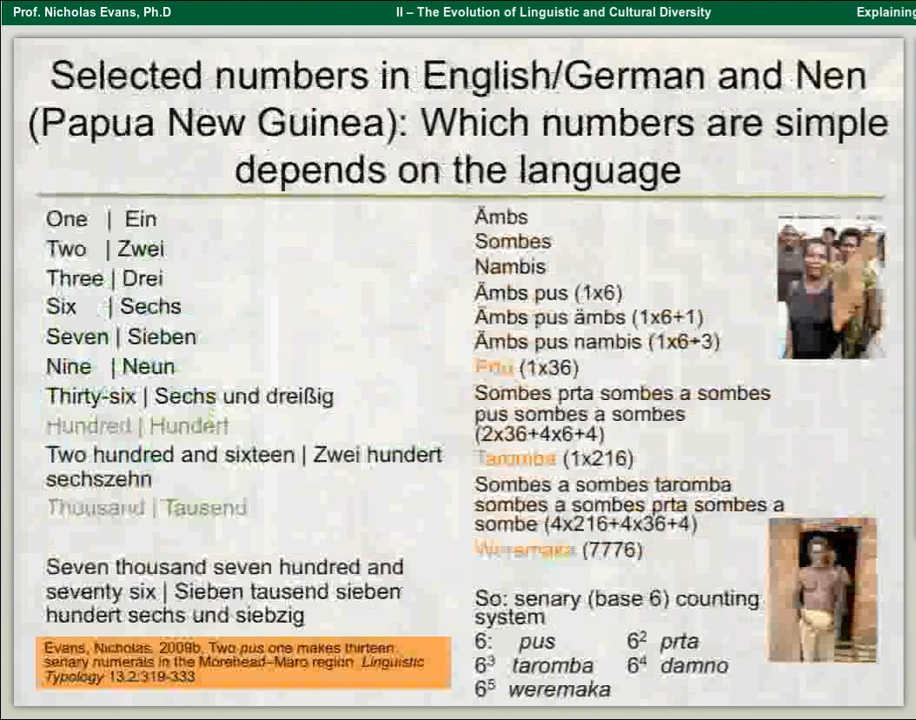 Prof. Nicholas Evans, Ph.D
II – The Evolution of Linguistic and Cultural Diversity
Explaining
Selected numbers in English/German and Nen
(Papua New Guinea): Which numbers are simple
depends on the language
One | Ein
Two | Zwei
Three | Drei
Six | Sechs
Seven | Sieben
Nine | Neun
Thirty-six | Sechs und dreißig
Hundred | Hundert
Two hundred and sixteen | Zwei hundert
sechszehn
Thousand | Tausend
Seven thousand seven hundred and
seventy six | Sieben tausend sieben
hundert sechs und siebzig
Evans, Nicholas. 2009b. Two pus one makes thirteen:
senary numerals in the Morehead–Maro region. Linguistic
Typology 13.2:319-333
Ämbs
Sombes
Nambis
Ämbs pus (1x6)
Ämbs pus ämbs (1x6+1)
Ämbs pus nambis (1x6+3)
(1x36)
Sombes prta sombes a sombes
pus sombes a sombes
(2x36+4x6+4)
Taromba (1x216)
Sombes a sombes taromba
sombes a sombes prta sombes a
sombe (4x216+4x36+4)
Weremaka (7776)
So: senary (base 6) counting
system
6: pus 6² prta
6³ taromba 6⁴ damno
6⁵ weremaka